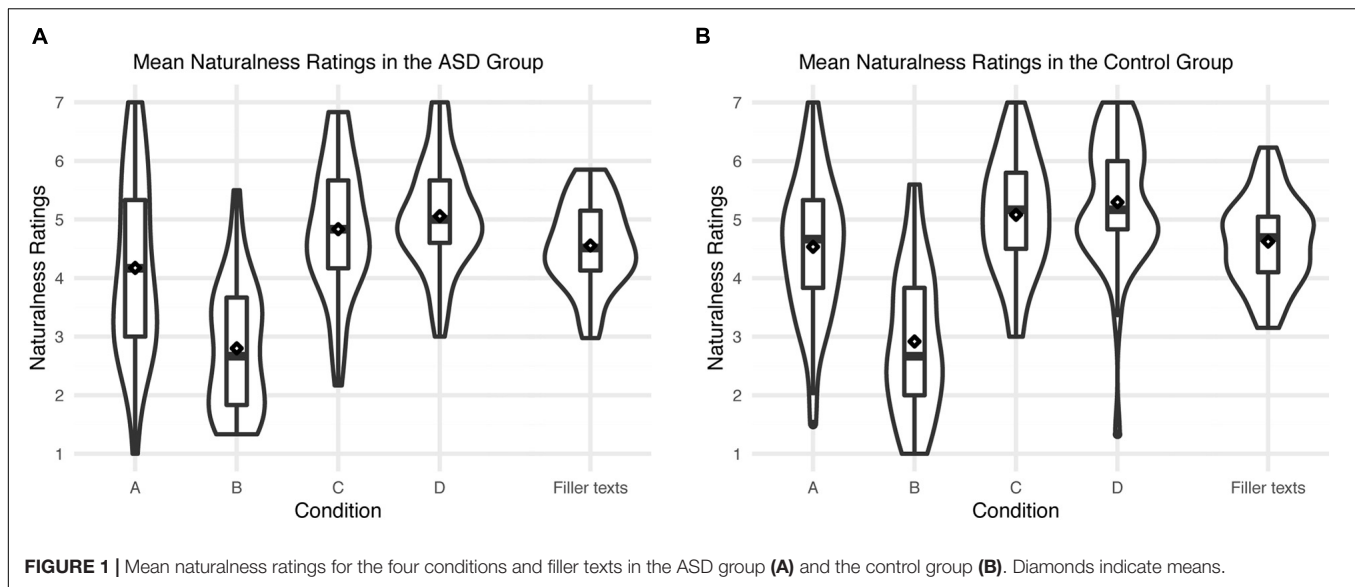 A
Mean Naturalness Ratings in the ASD Group
Naturalness Ratings
7
6
5
4
3
2
1
A B C D Filler texts
Condition
B
Mean Naturalness Ratings in the Control Group
Naturalness Ratings
7
6
5
4
3
2
1
A B C D Filler texts
Condition
FIGURE 1 | Mean naturalness ratings for the four conditions and filler texts in the ASD group (A) and the control group (B). Diamonds indicate means.